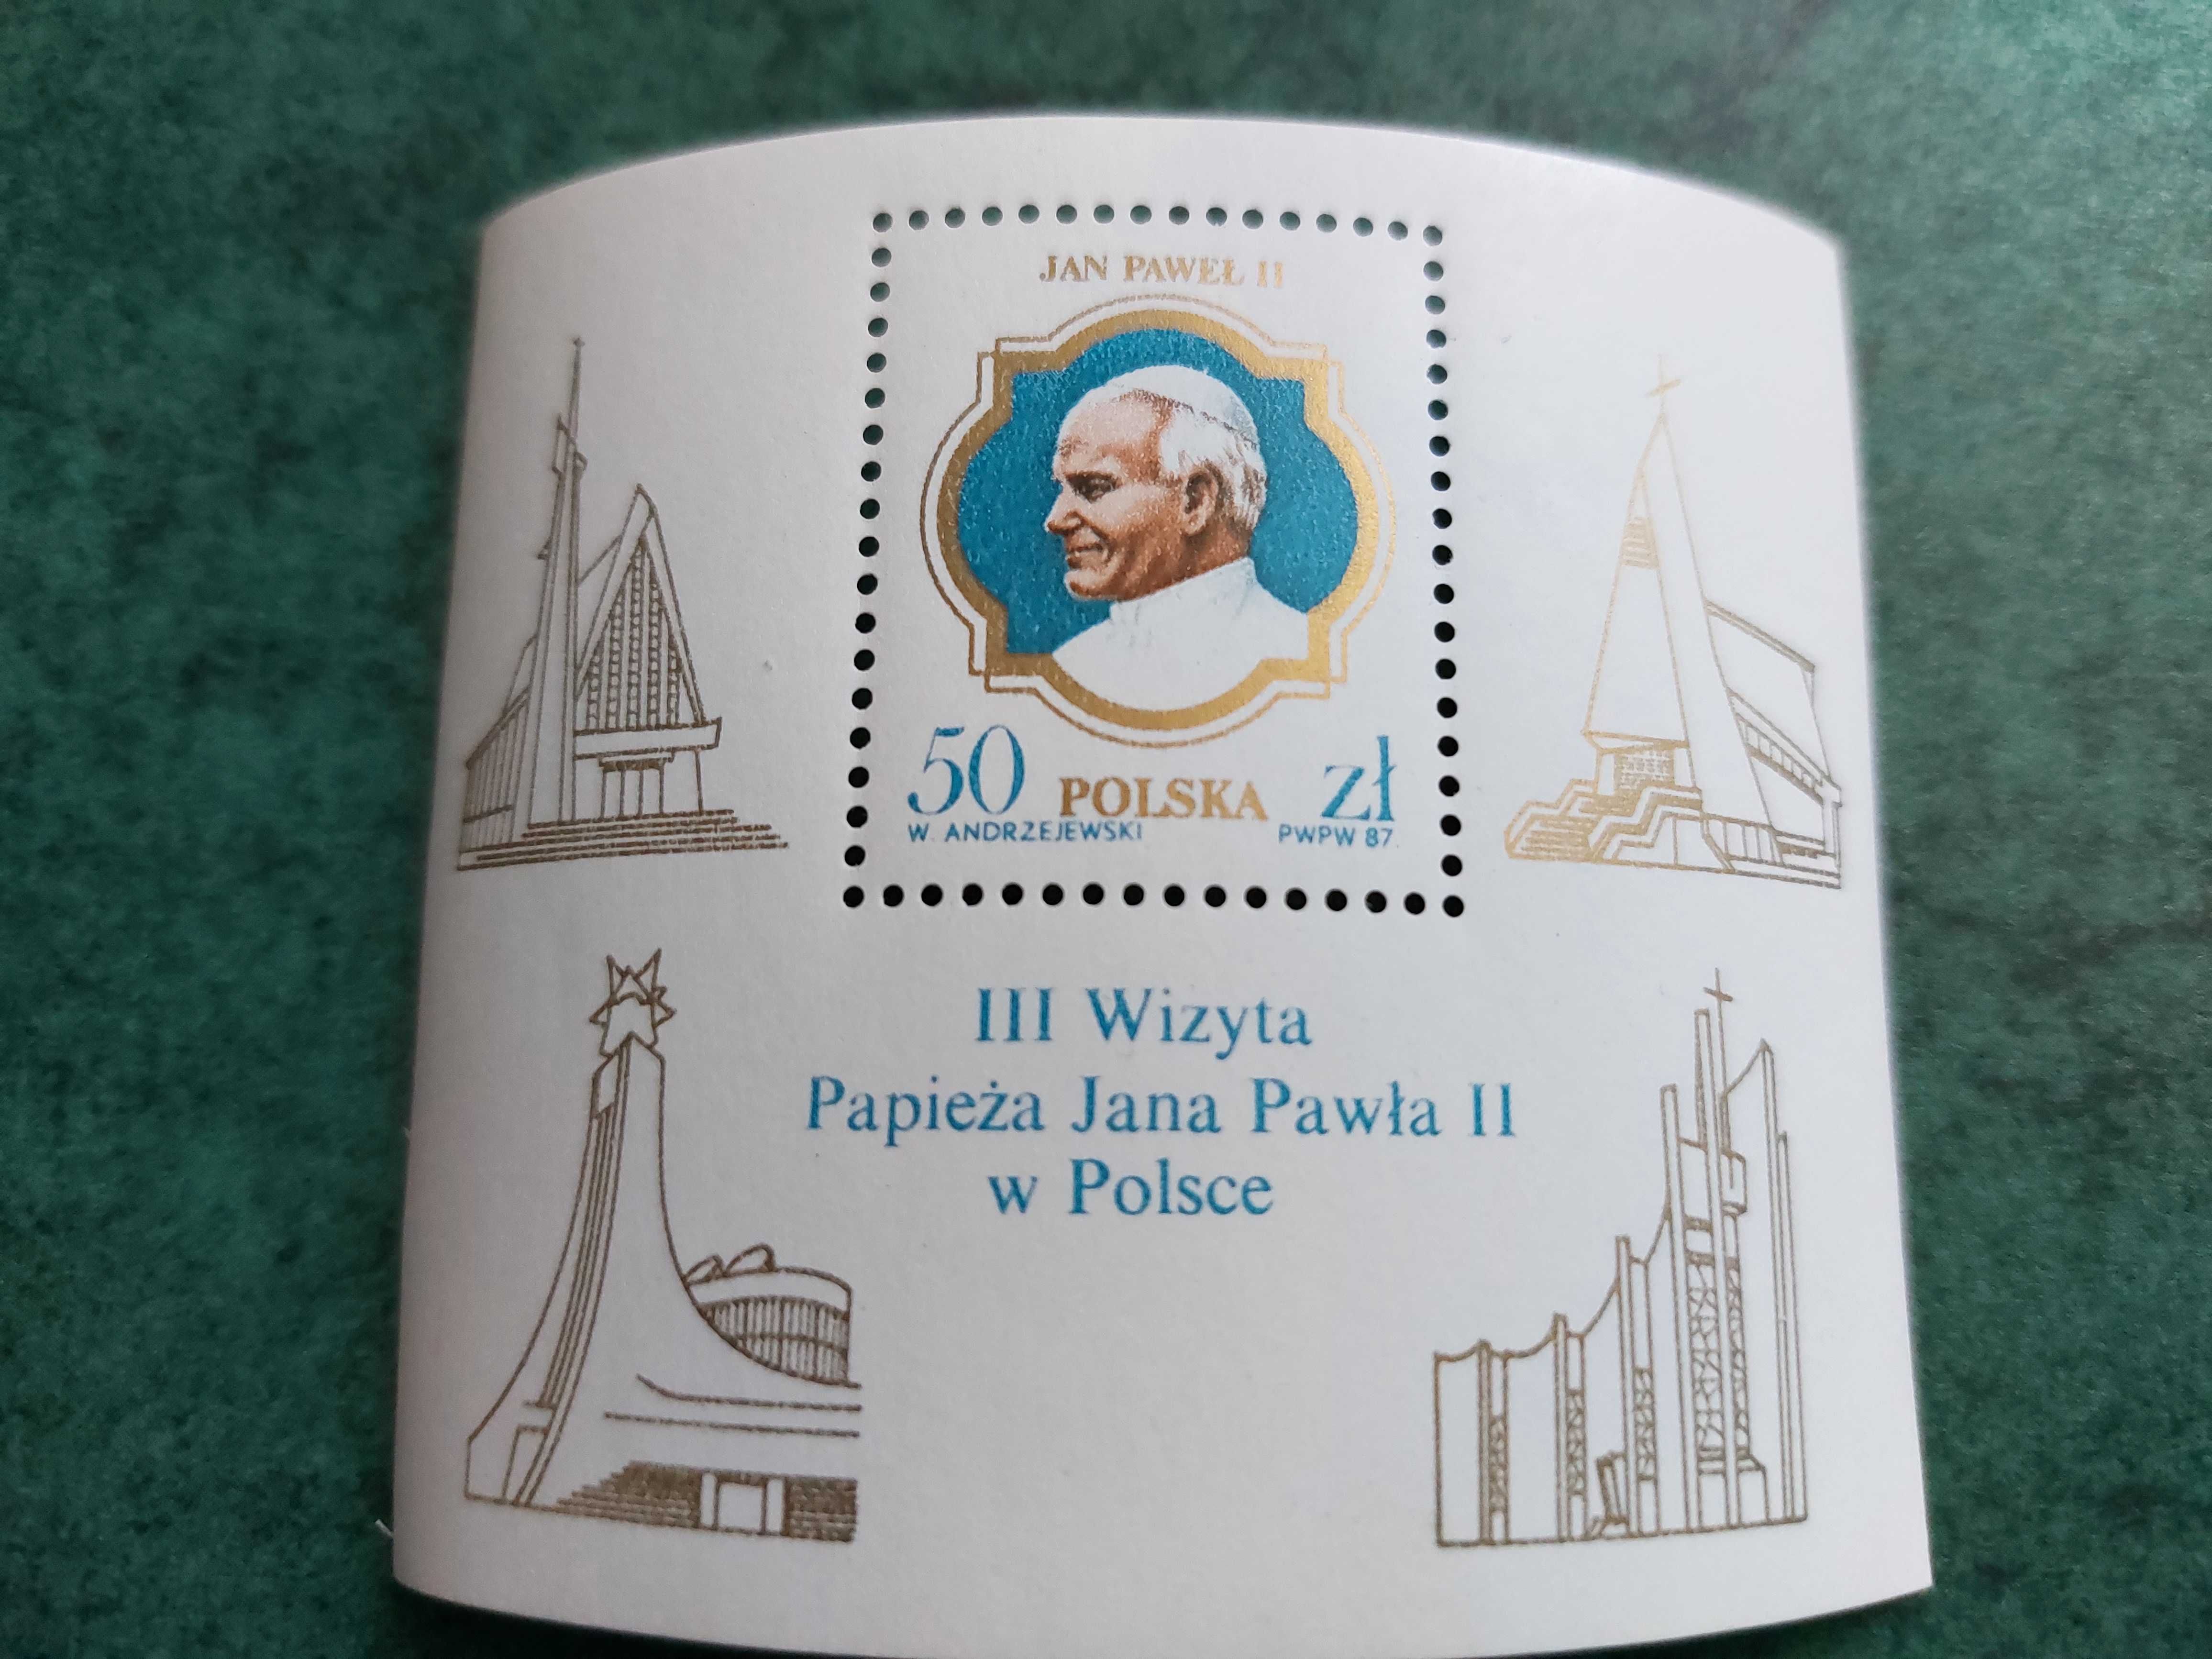 JAN PAWEŁ II
50 POLSKA zł
W. ANDRZEJEWSKI PWPW 87.
III Wizyta
Papieża Jana Pawła II
w Polsce